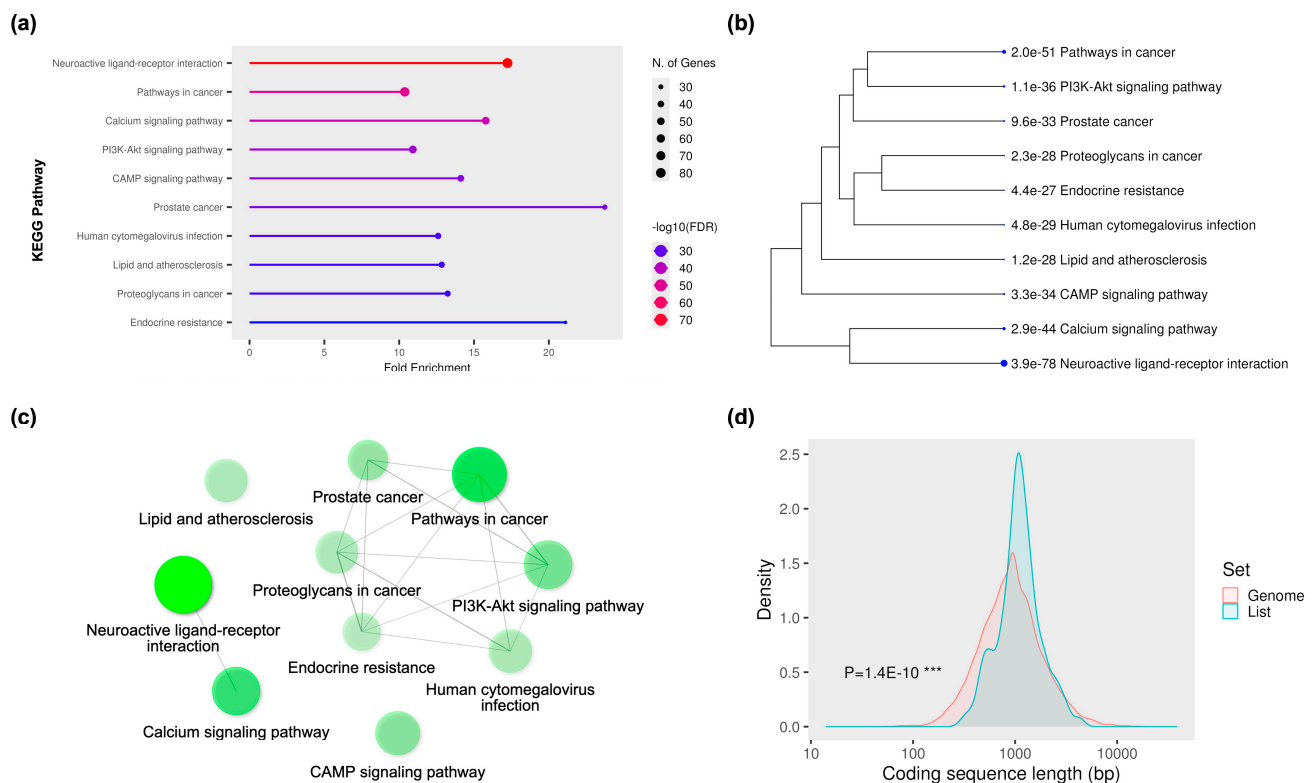 (a)
KEGG Pathway
Neuroactive ligand-receptor interaction
Pathways in cancer
Calcium signaling pathway
PI3K-Akt signaling pathway
CAMP signaling pathway
Prostate cancer
Human cytomegalovirus infection
Lipid and atherosclerosis
Proteoglycans in cancer
Endocrine resistance
0 5 10 15 20
Fold Enrichment
N. of Genes
30
40
50
60
70
80
-log10(FDR)
30
40
50
60
70
(b)
2.0e-51 Pathways in cancer
1.1e-36 PI3K-Akt signaling pathway
9.6e-33 Prostate cancer
2.3e-28 Proteoglycans in cancer
4.4e-27 Endocrine resistance
4.8e-29 Human cytomegalovirus infection
1.2e-28 Lipid and atherosclerosis
3.3e-34 CAMP signaling pathway
2.9e-44 Calcium signaling pathway
3.9e-78 Neuroactive ligand-receptor interaction
(c)
Prostate cancer
Lipid and atherosclerosis
Pathways in cancer
Proteoglycans in cancer
PI3K-Akt signaling pathway
Neuroactive ligand-receptor
interaction
Endocrine resistance
Human cytomegalovirus
infection
Calcium signaling pathway
CAMP signaling pathway
(d)
Density
2.5
2.0
1.5
1.0
0.5
0.0
P=1.4E-10 ***
10 100 1000 10000
Coding sequence length (bp)
Set
Genome
List